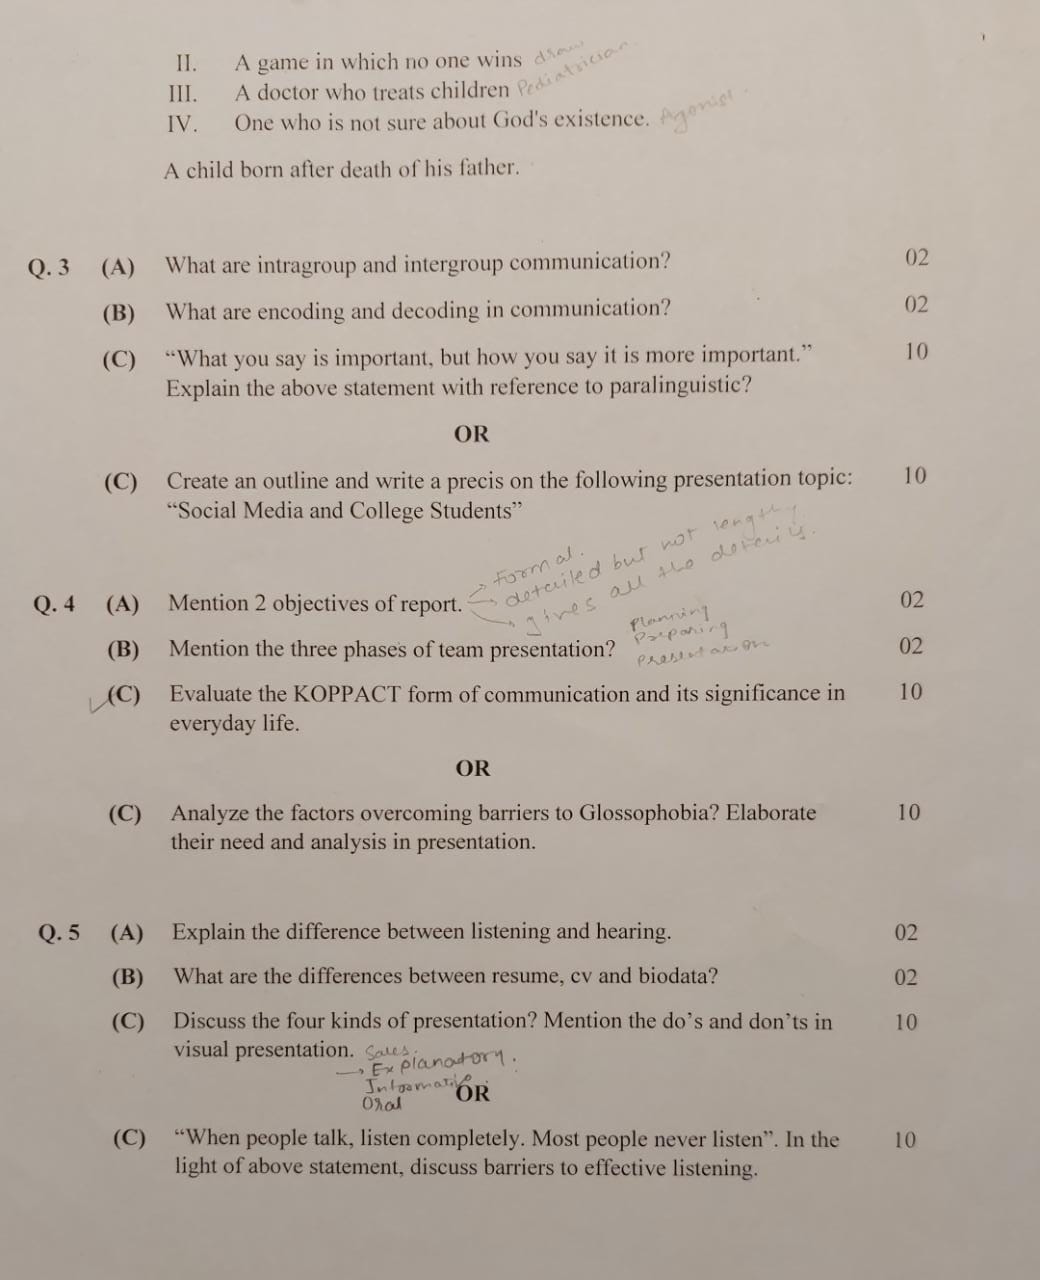 II. A game in which no one wins draw
III. A doctor who treats children Pediatrician
IV. One who is not sure about God's existence. Agonist.
A child born after death of his father.
Q. 3 (A) What are intragroup and intergroup communication? 02
(B) What are encoding and decoding in communication? 02
(C) “What you say is important, but how you say it is more important.” 10
Explain the above statement with reference to paralinguistic?
OR
(C) Create an outline and write a precis on the following presentation topic: 10
“Social Media and College Students”
→ Formal.
→ detailed but not lengthy
→ gives all the details.
Q. 4 (A) Mention 2 objectives of report. 02
Planning
Preparing
Presentation
(B) Mention the three phases of team presentation? 02
(C) Evaluate the KOPPACT form of communication and its significance in 10
everyday life.
OR
(C) Analyze the factors overcoming barriers to Glossophobia? Elaborate 10
their need and analysis in presentation.
Q. 5 (A) Explain the difference between listening and hearing. 02
(B) What are the differences between resume, cv and biodata? 02
(C) Discuss the four kinds of presentation? Mention the do’s and don’ts in 10
visual presentation. Sales.
→ Explanatory.
Informative
Oral
OR
(C) “When people talk, listen completely. Most people never listen”. In the 10
light of above statement, discuss barriers to effective listening.